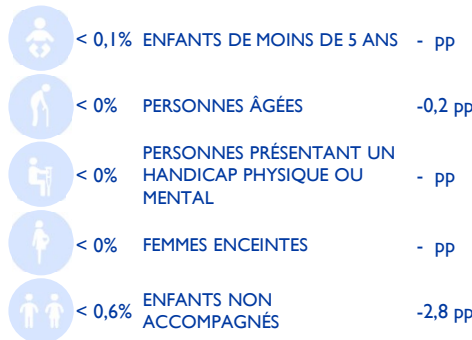 < 0,1% ENFANTS DE MOINS DE 5 ANS - pp
< 0% PERSONNES ÂGÉES -0,2 pp
PERSONNES PRÉSENTANT UN
< 0% HANDICAP PHYSIQUE OU - pp
MENTAL
< 0% FEMMES ENCEINTES - pp
< 0,6% ENFANTS NON -2,8 pp
ACCOMPAGNÉS